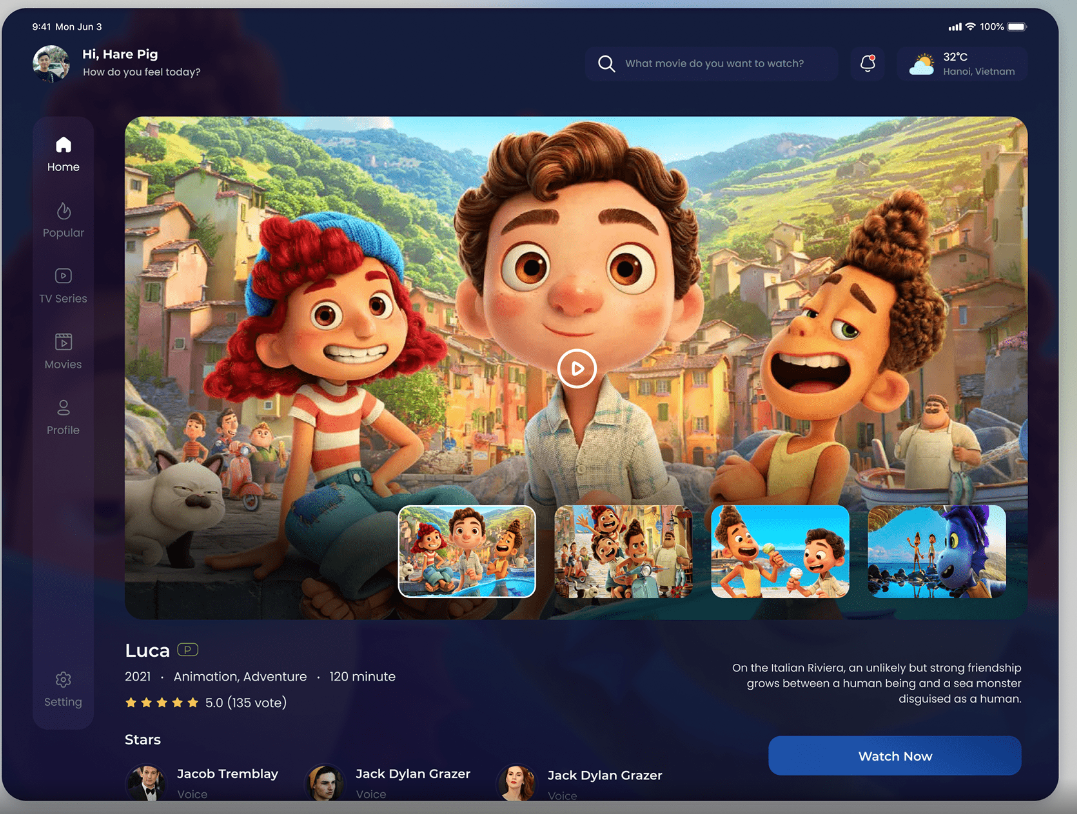 9:41 Mon Jun 3
100%
Hi, Hare Pig
How do you feel today?
What movie do you want to watch?
32°C
Hanoi, Vietnam
Home
Popular
TV Series
Movies
Profile
Setting
Luca P
2021 · Animation, Adventure · 120 minute
5.0 (135 vote)
On the Italian Riviera, an unlikely but strong friendship
grows between a human being and a sea monster
disguised as a human.
Stars
Jacob Tremblay
Voice
Jack Dylan Grazer
Voice
Jack Dylan Grazer
Voice
Watch Now